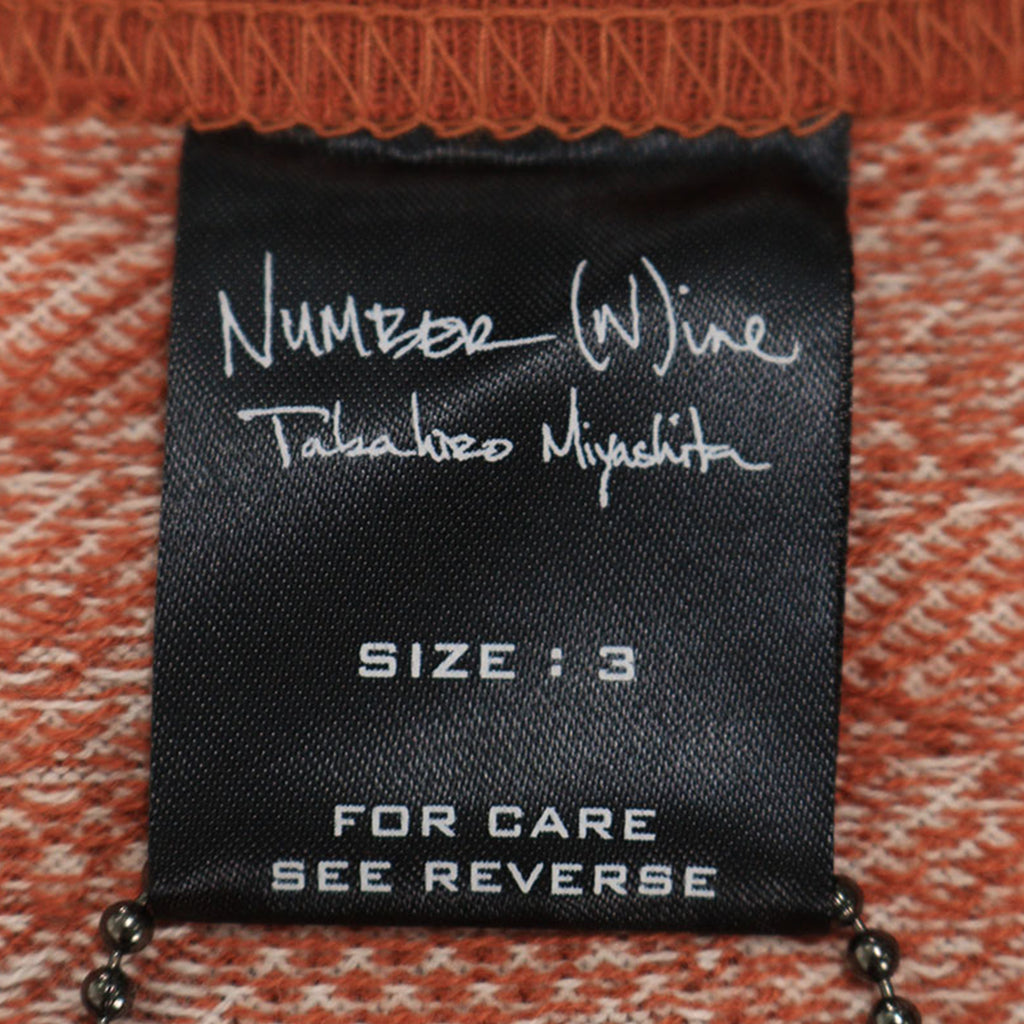 NUMBER (N)ine
Takahiro Miyashita
SIZE : 3
FOR CARE
SEE REVERSE